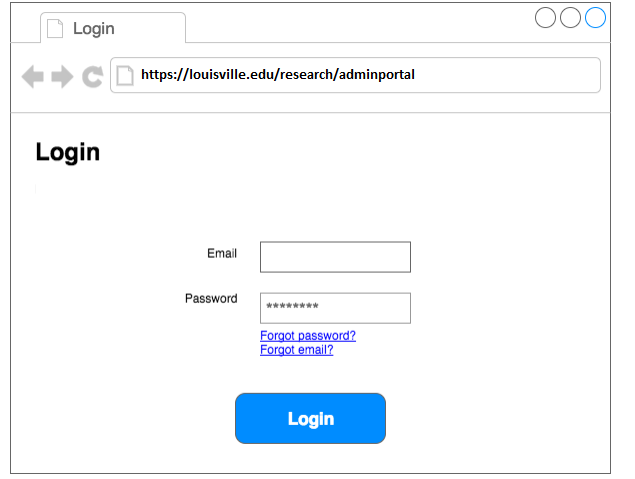 Login
https://louisville.edu/research/adminportal
Login
Email
Password
********
Forgot password?
Forgot email?
Login